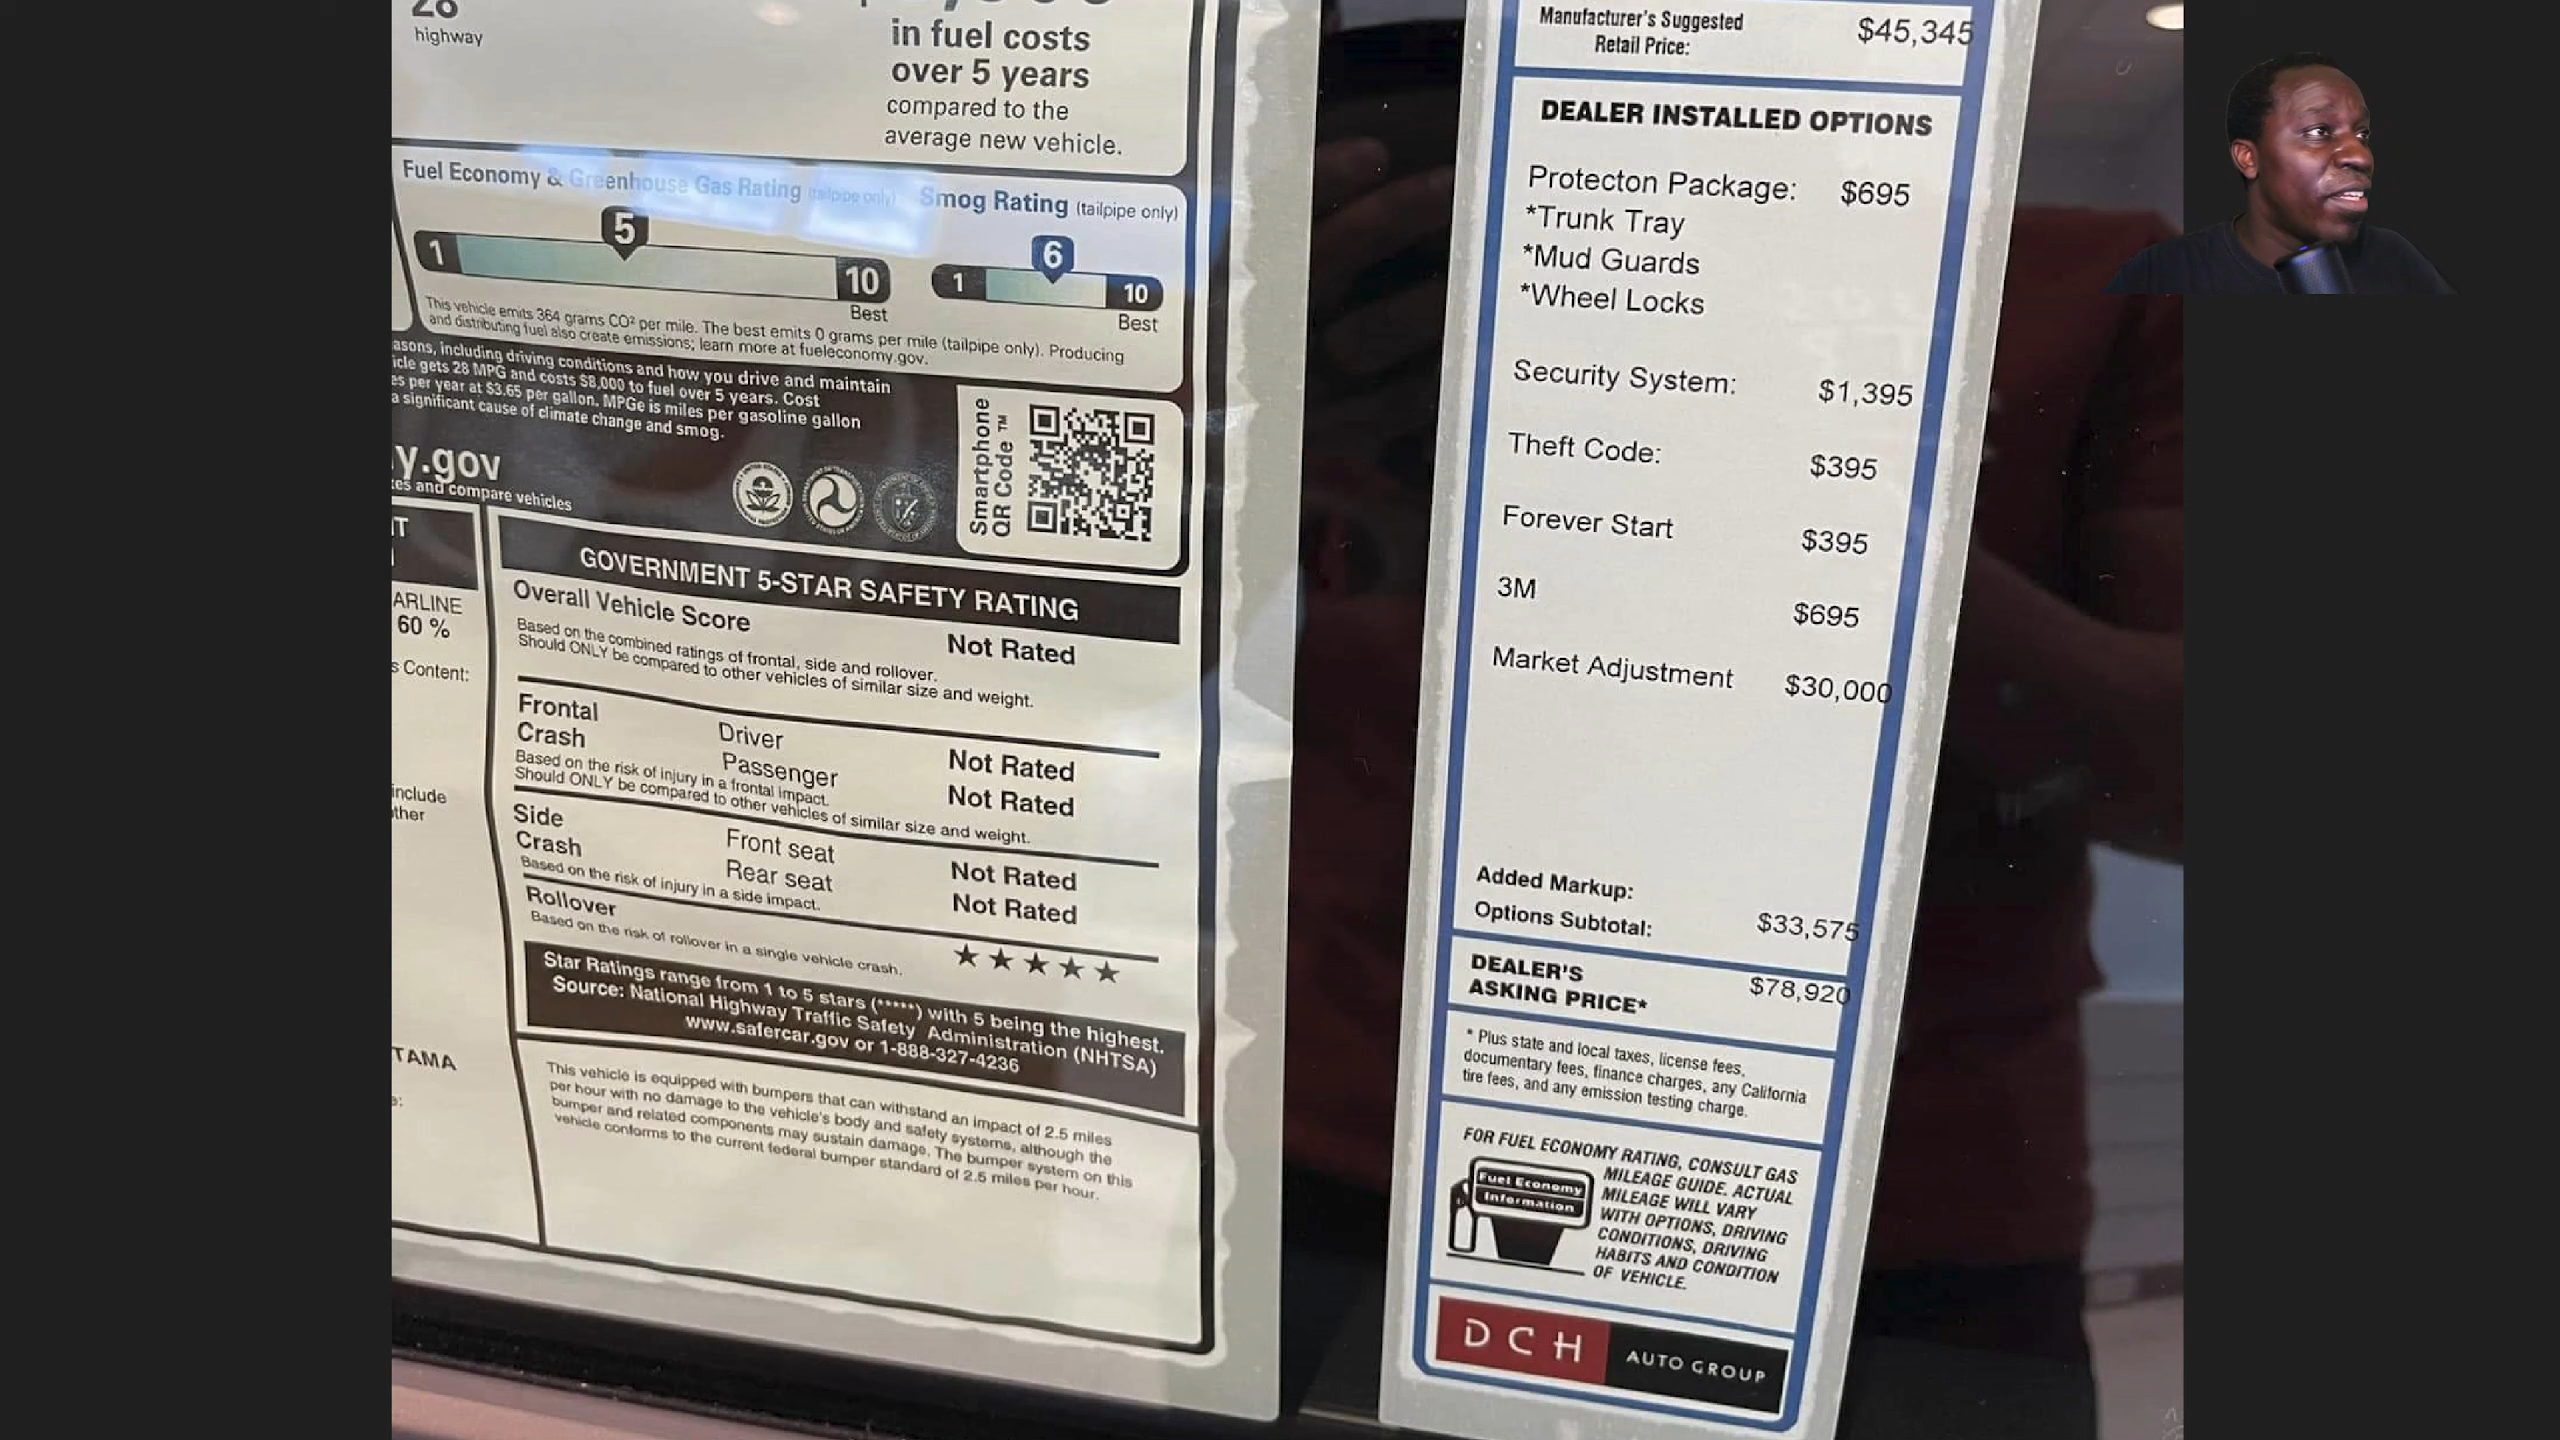 28
highway
in fuel costs
over 5 years
compared to the
average new vehicle.
Fuel Economy & Greenhouse Gas Rating (tailpipe only)
Smog Rating (tailpipe only)
5
1
10
Best
6
1
10
Best
This vehicle emits 364 grams CO² per mile. The best emits 0 grams per mile (tailpipe only). Producing
and distributing fuel also create emissions; learn more at fueleconomy.gov.
asons, including driving conditions and how you drive and maintain
icle gets 28 MPG and costs $8,000 to fuel over 5 years. Cost
es per year at $3.65 per gallon. MPGe is miles per gasoline gallon
a significant cause of climate change and smog.
y.gov
tes and compare vehicles
Smartphone
QR Code ™
ARLINE
60 %
s Content:
include
ther
TAMA
GOVERNMENT 5-STAR SAFETY RATING
Overall Vehicle Score
Not Rated
Based on the combined ratings of frontal, side and rollover.
Should ONLY be compared to other vehicles of similar size and weight.
Frontal
Crash
Driver
Not Rated
Passenger
Not Rated
Based on the risk of injury in a frontal impact.
Should ONLY be compared to other vehicles of similar size and weight.
Side
Crash
Front seat
Not Rated
Rear seat
Not Rated
Based on the risk of injury in a side impact.
Rollover
★★★★★
Based on the risk of rollover in a single vehicle crash.
Star Ratings range from 1 to 5 stars (*****) with 5 being the highest.
Source: National Highway Traffic Safety Administration (NHTSA)
www.safercar.gov or 1-888-327-4236
This vehicle is equipped with bumpers that can withstand an impact of 2.5 miles
per hour with no damage to the vehicle's body and safety systems, although the
bumper and related components may sustain damage. The bumper system on this
vehicle conforms to the current federal bumper standard of 2.5 miles per hour.
Manufacturer's Suggested
Retail Price:
$45,345
DEALER INSTALLED OPTIONS
Protecton Package: $695
*Trunk Tray
*Mud Guards
*Wheel Locks
Security System: $1,395
Theft Code: $395
Forever Start $395
3M $695
Market Adjustment $30,000
Added Markup:
Options Subtotal: $33,575
DEALER'S
ASKING PRICE* $78,920
* Plus state and local taxes, license fees,
documentary fees, finance charges, any California
tire fees, and any emission testing charge.
FOR FUEL ECONOMY RATING, CONSULT GAS
MILEAGE GUIDE. ACTUAL
MILEAGE WILL VARY
WITH OPTIONS, DRIVING
CONDITIONS, DRIVING
HABITS AND CONDITION
OF VEHICLE.
Fuel Economy
Information
DCH
AUTO GROUP